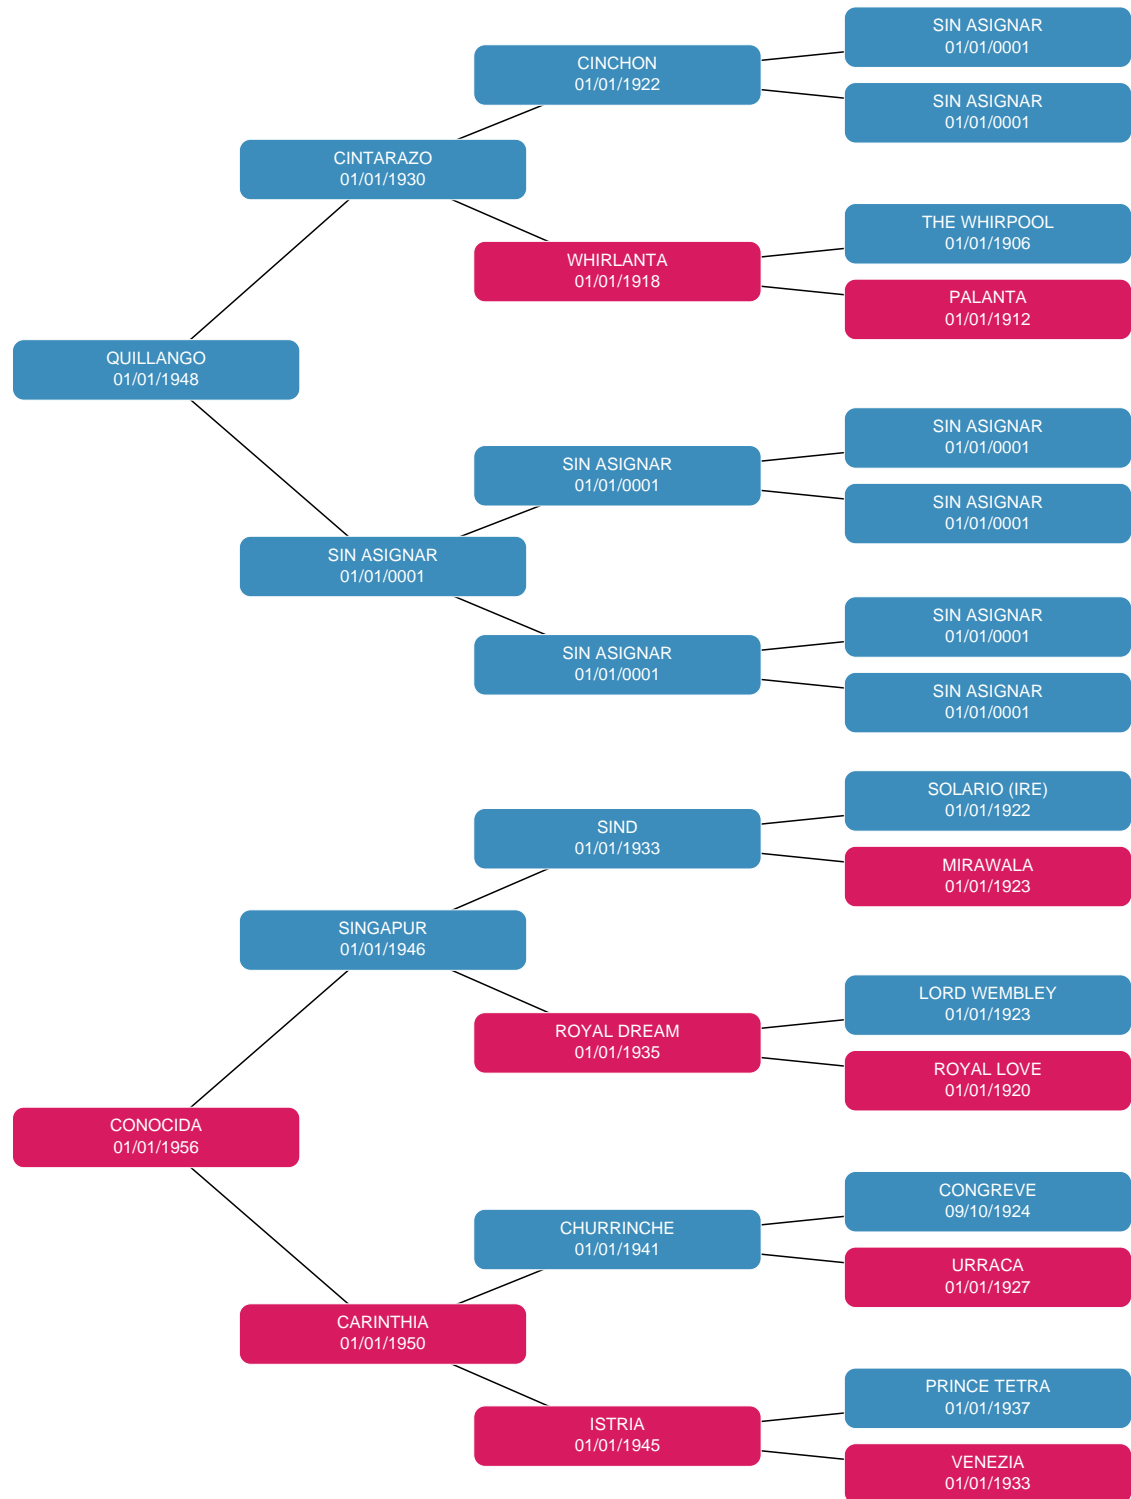 SIN ASIGNAR
01/01/0001
CINCHON
01/01/1922
SIN ASIGNAR
01/01/0001
CINTARAZO
01/01/1930
THE WHIRPOOL
01/01/1906
WHIRLANTA
01/01/1918
PALANTA
01/01/1912
QUILLANGO
01/01/1948
SIN ASIGNAR
01/01/0001
SIN ASIGNAR
01/01/0001
SIN ASIGNAR
01/01/0001
SIN ASIGNAR
01/01/0001
SIN ASIGNAR
01/01/0001
SIN ASIGNAR
01/01/0001
SIN ASIGNAR
01/01/0001
SOLARIO (IRE)
01/01/1922
SIND
01/01/1933
MIRAWALA
01/01/1923
SINGAPUR
01/01/1946
LORD WEMBLEY
01/01/1923
ROYAL DREAM
01/01/1935
ROYAL LOVE
01/01/1920
CONOCIDA
01/01/1956
CONGREVE
09/10/1924
CHURRINCHE
01/01/1941
URRACA
01/01/1927
CARINTHIA
01/01/1950
PRINCE TETRA
01/01/1937
ISTRIA
01/01/1945
VENEZIA
01/01/1933